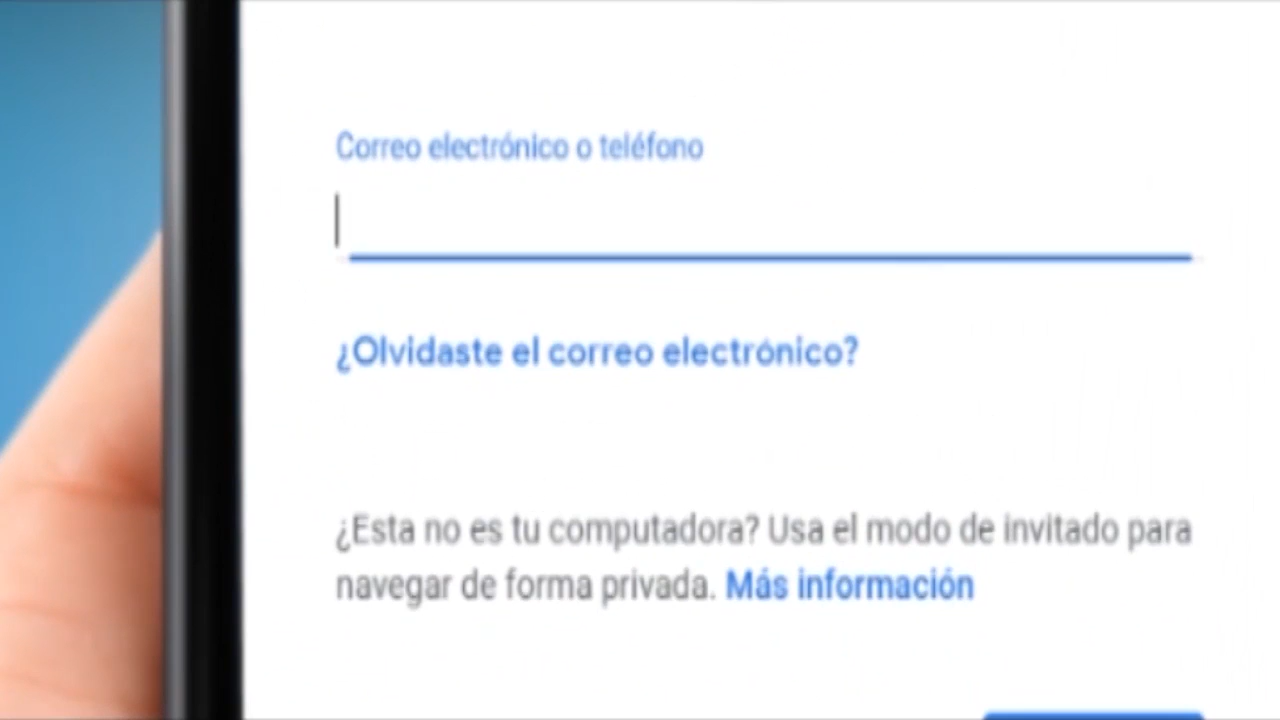 Correo electrónico o teléfono
¿Olvidaste el correo electrónico?
¿Esta no es tu computadora? Usa el modo de invitado para
navegar de forma privada. Más información